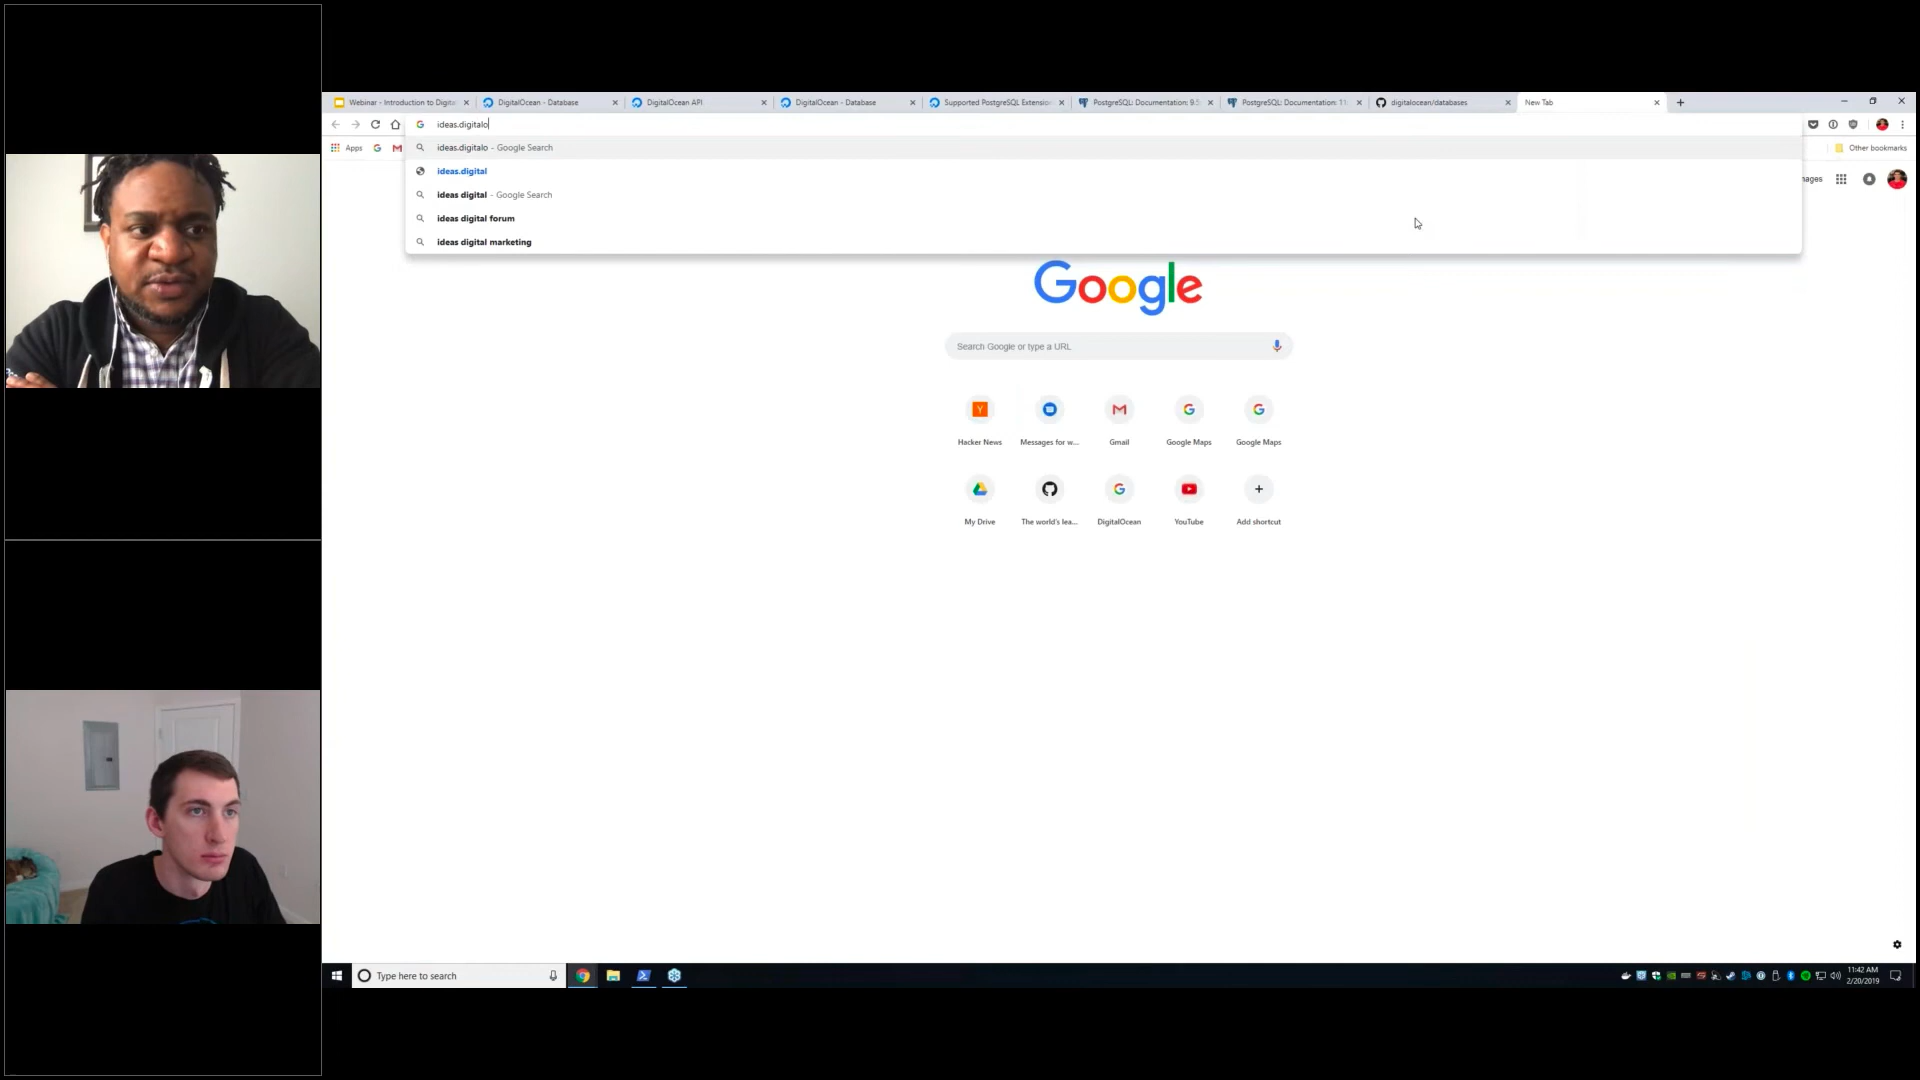 Webinar - Introduction to Digita
DigitalOcean - Database
DigitalOcean API
DigitalOcean - Database
Supported PostgreSQL Extension
PostgreSQL: Documentation: 9.5
PostgreSQL: Documentation: 11:
digitalocean/databases
New Tab
ideas.digitalo
Apps
Other bookmarks
ideas.digitalo - Google Search
ideas.digital
ideas digital - Google Search
ideas digital forum
ideas digital marketing
mages
Google
Search Google or type a URL
Hacker News
Messages for w...
Gmail
Google Maps
Google Maps
My Drive
The world's lea...
DigitalOcean
YouTube
Add shortcut
Type here to search
11:42 AM
2/20/2019